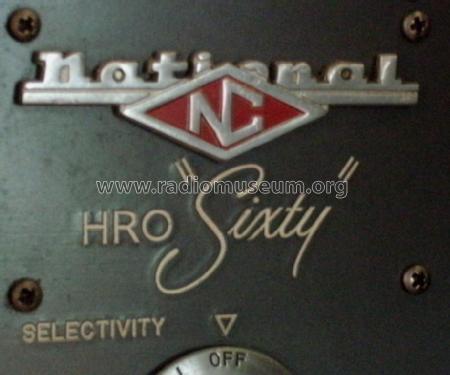 National
NC
www.radiomuseum.org
HRO "Sixty"
SELECTIVITY
OFF